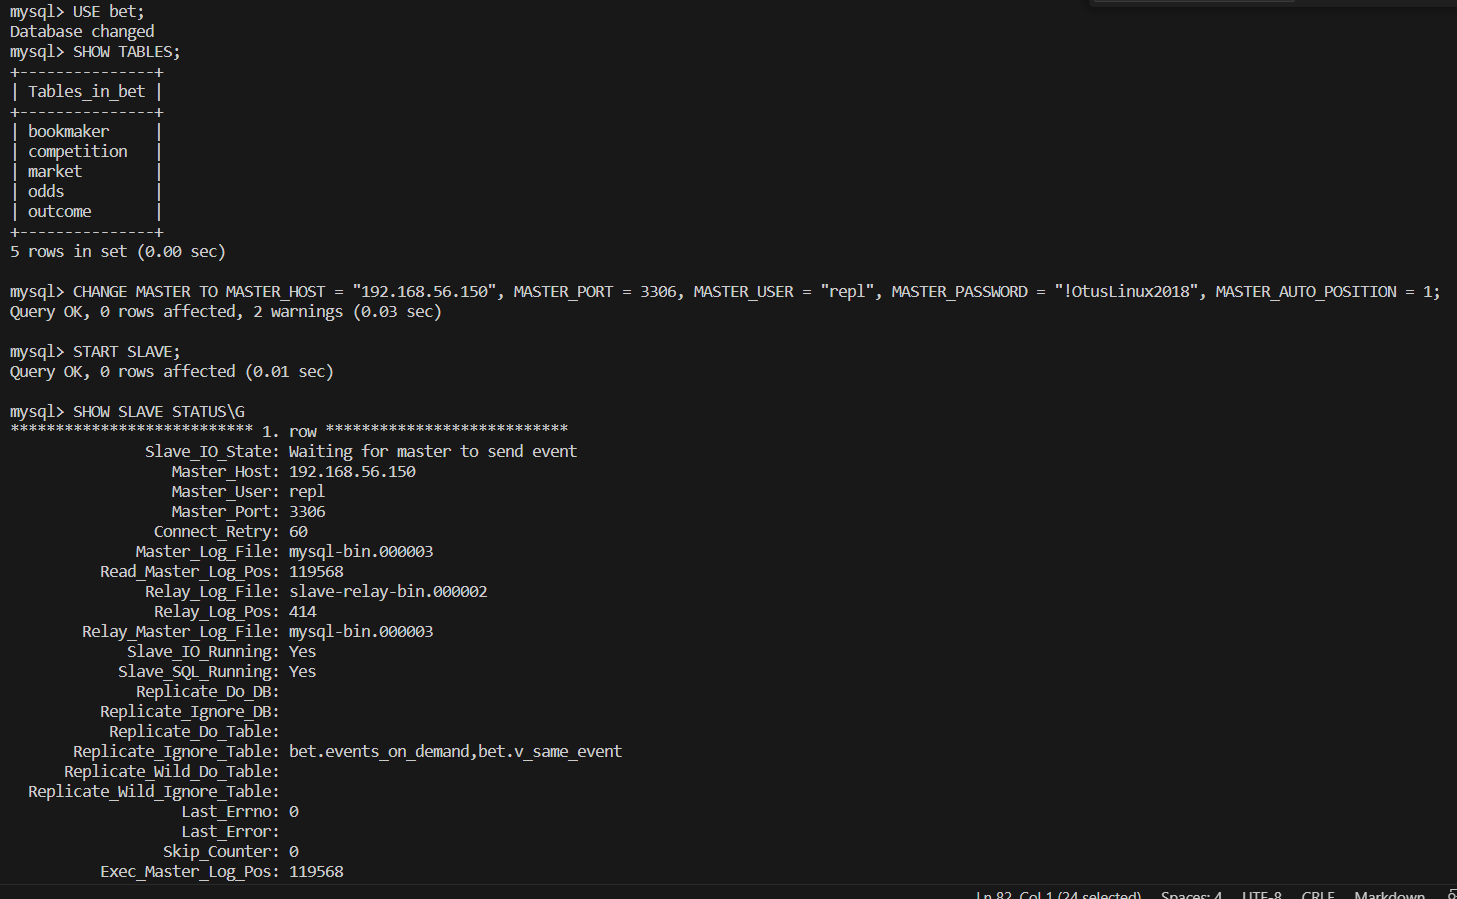 mysql> USE bet;
Database changed
mysql> SHOW TABLES;
+---------------+
| Tables_in_bet |
+---------------+
| bookmaker     |
| competition   |
| market        |
| odds          |
| outcome       |
+---------------+
5 rows in set (0.00 sec)

mysql> CHANGE MASTER TO MASTER_HOST = "192.168.56.150", MASTER_PORT = 3306, MASTER_USER = "repl", MASTER_PASSWORD = "!OtusLinux2018", MASTER_AUTO_POSITION = 1;
Query OK, 0 rows affected, 2 warnings (0.03 sec)

mysql> START SLAVE;
Query OK, 0 rows affected (0.01 sec)

mysql> SHOW SLAVE STATUS\G
*************************** 1. row ***************************
               Slave_IO_State: Waiting for master to send event
                  Master_Host: 192.168.56.150
                  Master_User: repl
                  Master_Port: 3306
                Connect_Retry: 60
              Master_Log_File: mysql-bin.000003
          Read_Master_Log_Pos: 119568
               Relay_Log_File: slave-relay-bin.000002
                Relay_Log_Pos: 414
        Relay_Master_Log_File: mysql-bin.000003
             Slave_IO_Running: Yes
            Slave_SQL_Running: Yes
              Replicate_Do_DB:
          Replicate_Ignore_DB:
           Replicate_Do_Table:
       Replicate_Ignore_Table: bet.events_on_demand,bet.v_same_event
      Replicate_Wild_Do_Table:
  Replicate_Wild_Ignore_Table:
                   Last_Errno: 0
                   Last_Error:
                 Skip_Counter: 0
          Exec_Master_Log_Pos: 119568
Ln 82, Col 1 (24 selected) Spaces: 4 UTF-8 CRLF Markdown